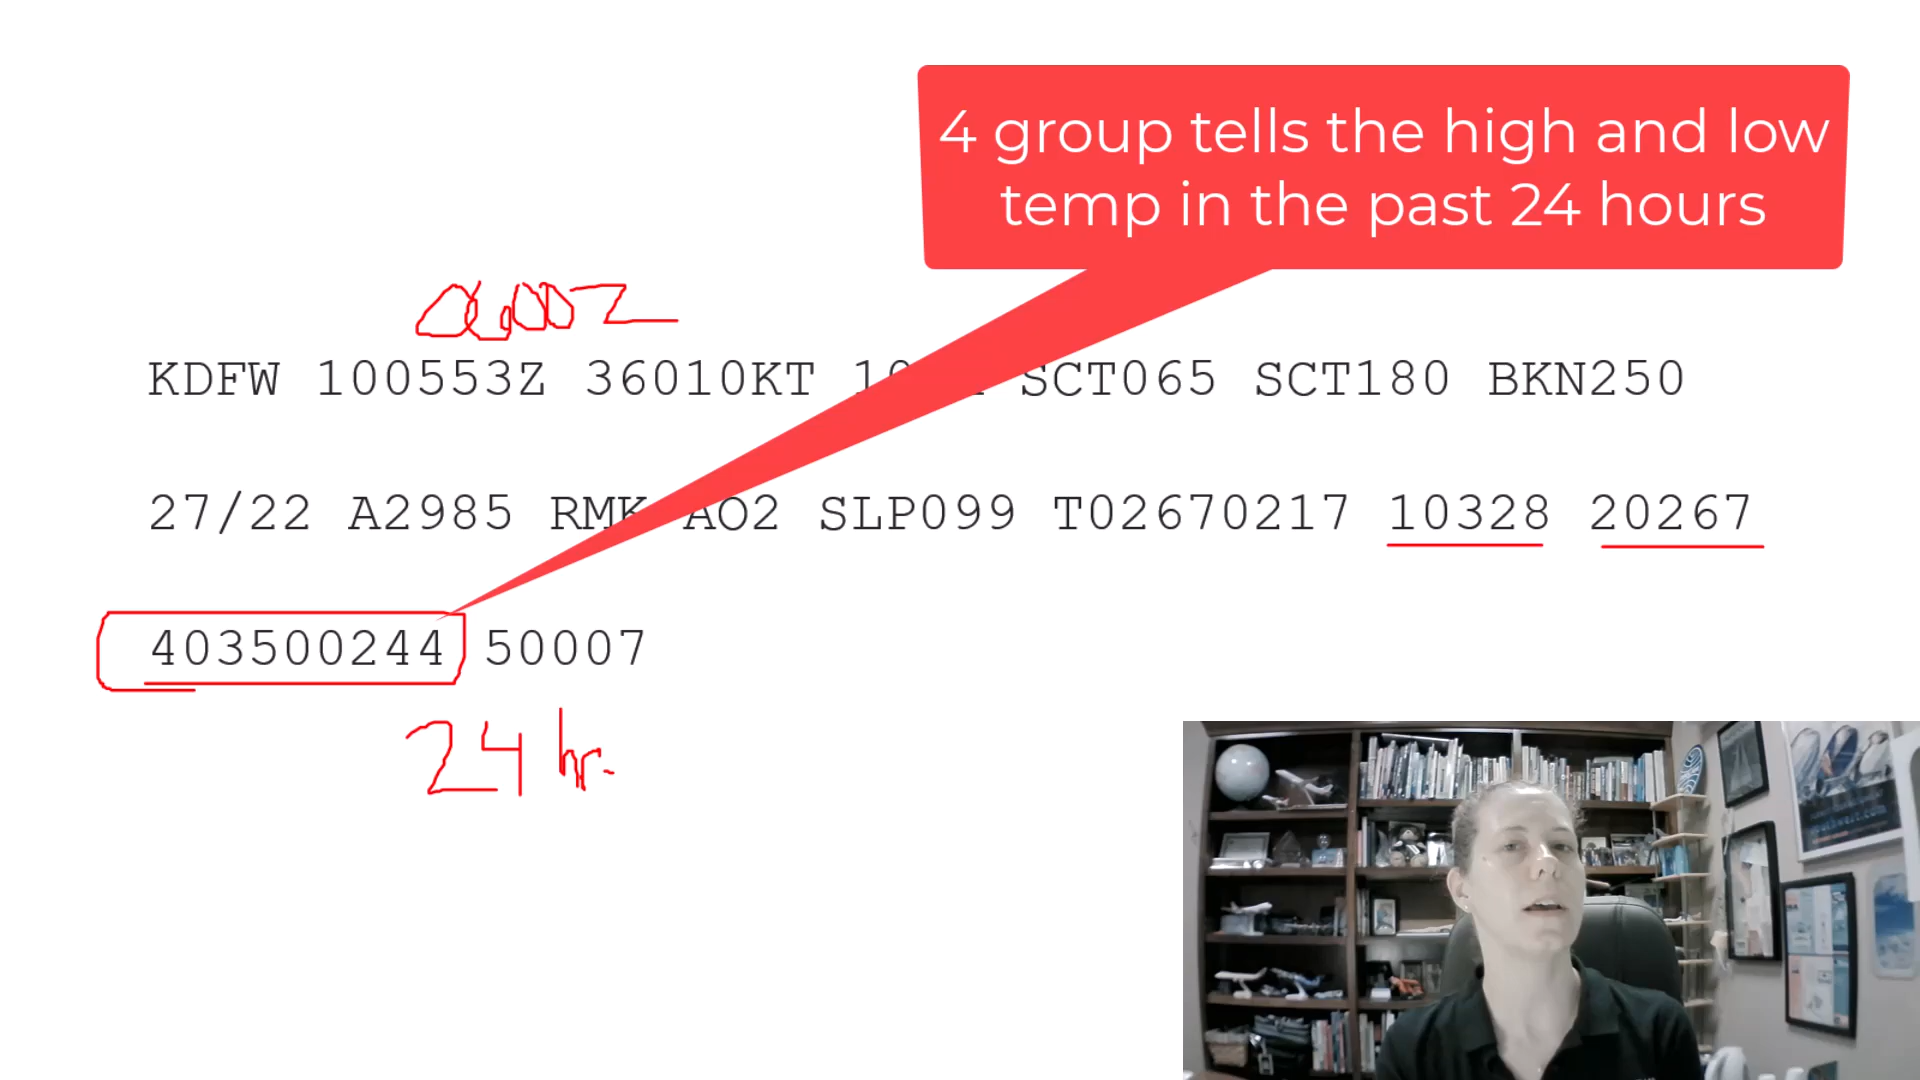 4 group tells the high and low
temp in the past 24 hours
0600Z
KDFW 100553Z 36010KT SCT065 SCT180 BKN250
27/22 A2985 RMK AO2 SLP099 T02670217 10328 20267
403500244 50007
24 hr.